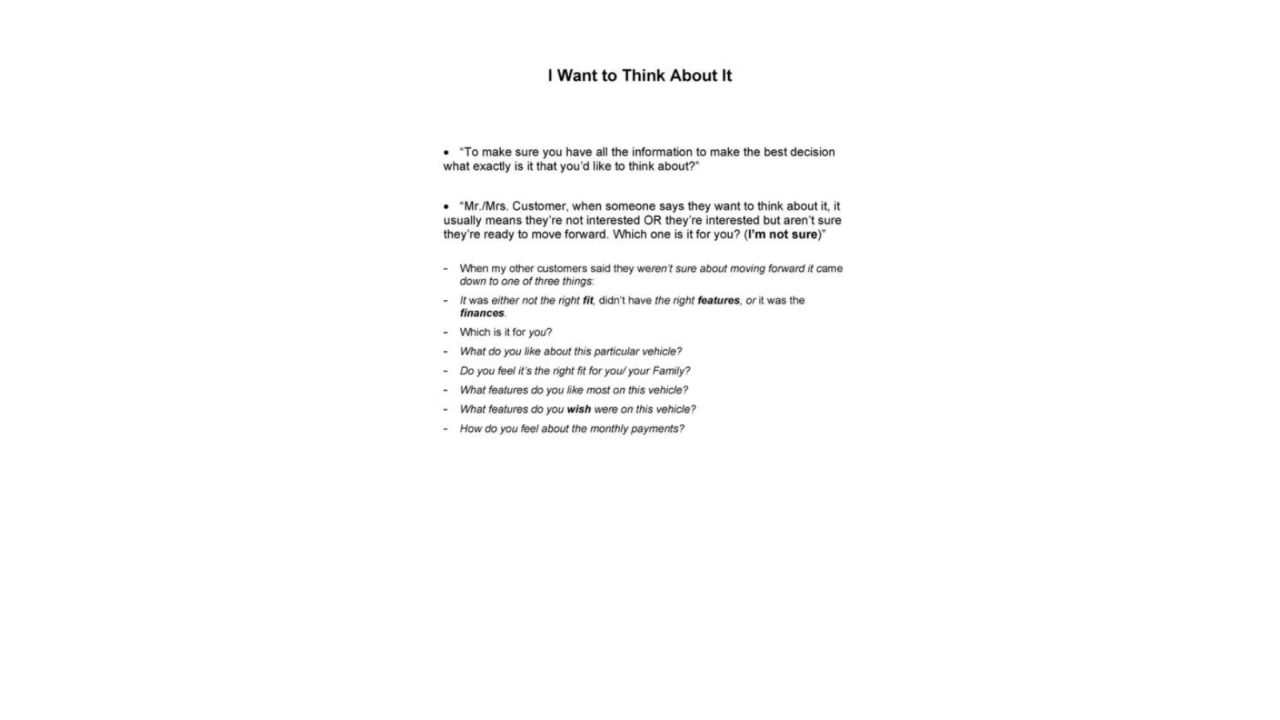 I Want to Think About It
• “To make sure you have all the information to make the best decision
what exactly is it that you’d like to think about?”
• “Mr./Mrs. Customer, when someone says they want to think about it, it
usually means they’re not interested OR they’re interested but aren’t sure
they’re ready to move forward. Which one is it for you? (I’m not sure)”
- When my other customers said they weren’t sure about moving forward it came
down to one of three things:
- It was either not the right fit, didn’t have the right features, or it was the
finances.
- Which is it for you?
- What do you like about this particular vehicle?
- Do you feel it’s the right fit for you/ your Family?
- What features do you like most on this vehicle?
- What features do you wish were on this vehicle?
- How do you feel about the monthly payments?